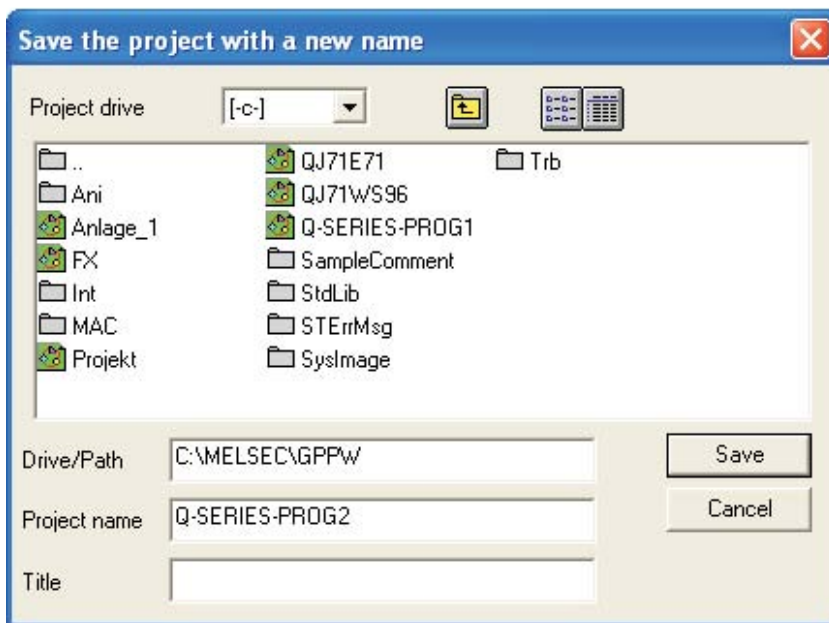 Save the project with a new name
Project drive [-c-]
..
Ani
Anlage_1
FX
Int
MAC
Projekt
QJ71E71
QJ71WS96
Q-SERIES-PROG1
SampleComment
StdLib
STErrMsg
SysImage
Trb
Drive/Path C:\MELSEC\GPPW
Save
Project name Q-SERIES-PROG2
Cancel
Title